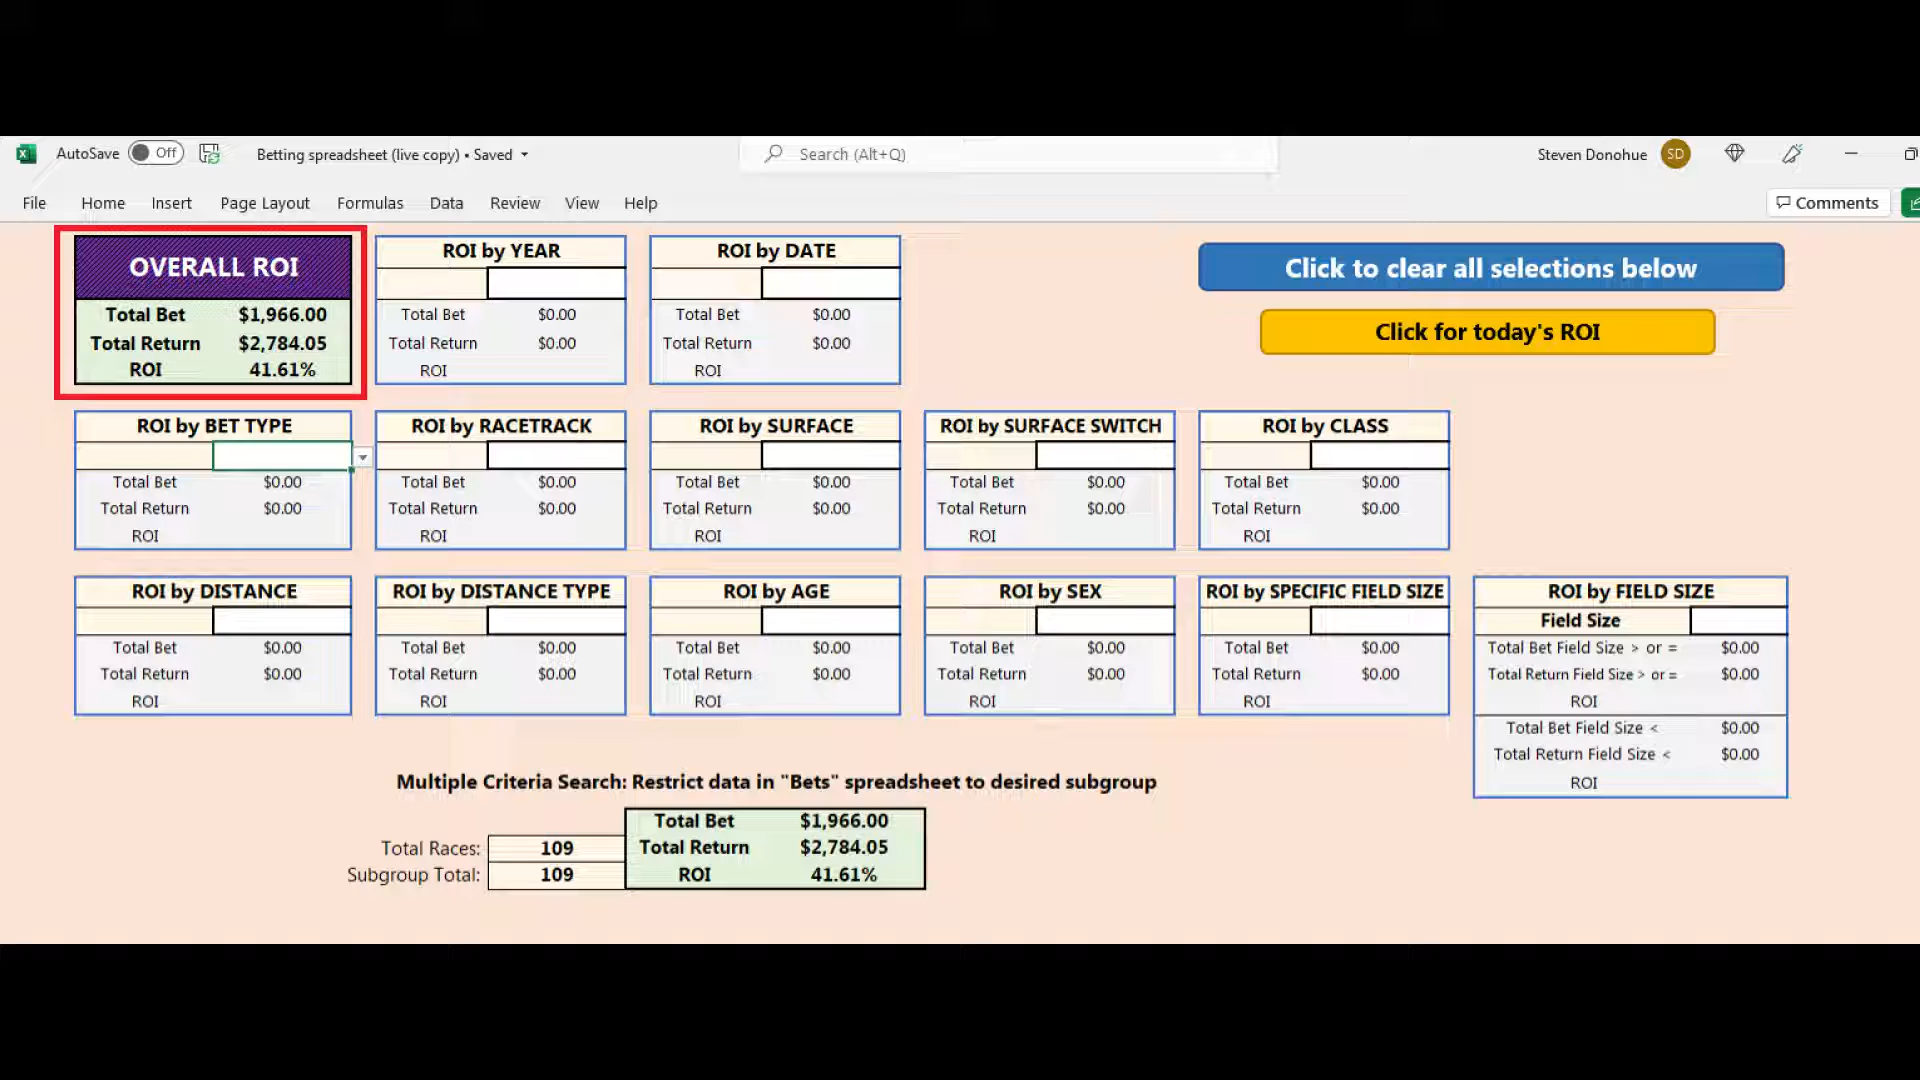 AutoSave Off Betting spreadsheet (live copy) • Saved Search (Alt+Q) Steven Donohue SD
File Home Insert Page Layout Formulas Data Review View Help Comments
OVERALL ROI
Total Bet $1,966.00
Total Return $2,784.05
ROI 41.61%
ROI by YEAR
Total Bet $0.00
Total Return $0.00
ROI
ROI by DATE
Total Bet $0.00
Total Return $0.00
ROI
Click to clear all selections below
Click for today's ROI
ROI by BET TYPE
Total Bet $0.00
Total Return $0.00
ROI
ROI by RACETRACK
Total Bet $0.00
Total Return $0.00
ROI
ROI by SURFACE
Total Bet $0.00
Total Return $0.00
ROI
ROI by SURFACE SWITCH
Total Bet $0.00
Total Return $0.00
ROI
ROI by CLASS
Total Bet $0.00
Total Return $0.00
ROI
ROI by DISTANCE
Total Bet $0.00
Total Return $0.00
ROI
ROI by DISTANCE TYPE
Total Bet $0.00
Total Return $0.00
ROI
ROI by AGE
Total Bet $0.00
Total Return $0.00
ROI
ROI by SEX
Total Bet $0.00
Total Return $0.00
ROI
ROI by SPECIFIC FIELD SIZE
Total Bet $0.00
Total Return $0.00
ROI
ROI by FIELD SIZE
Field Size
Total Bet Field Size > or = $0.00
Total Return Field Size > or = $0.00
ROI
Total Bet Field Size < $0.00
Total Return Field Size < $0.00
ROI
Multiple Criteria Search: Restrict data in "Bets" spreadsheet to desired subgroup
Total Races: 109
Subgroup Total: 109
Total Bet $1,966.00
Total Return $2,784.05
ROI 41.61%